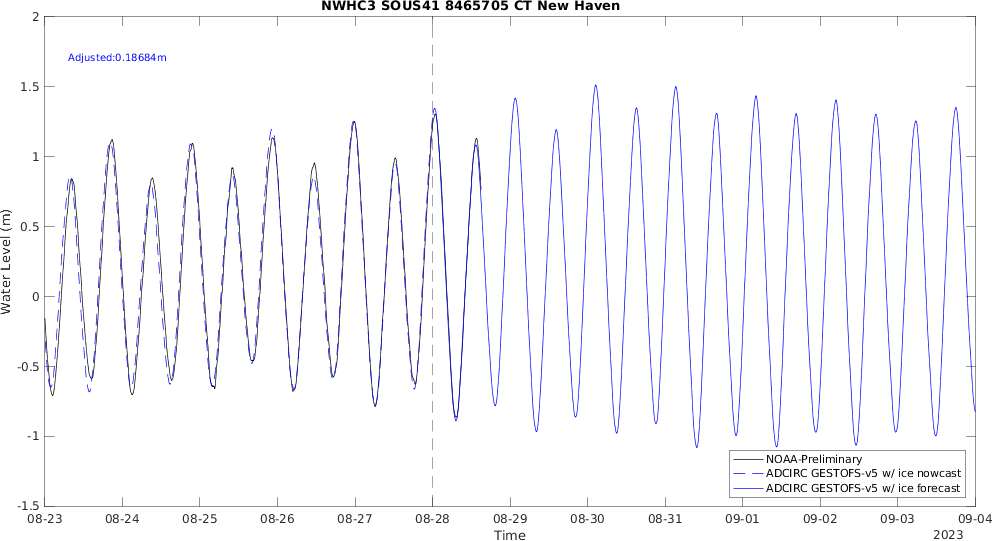 NWHC3 SOUS41 8465705 CT New Haven
Adjusted:0.18684m
Water Level (m)
2
1.5
1
0.5
0
-0.5
-1
-1.5
NOAA-Preliminary
ADCIRC GESTOFS-v5 w/ ice nowcast
ADCIRC GESTOFS-v5 w/ ice forecast
08-23 08-24 08-25 08-26 08-27 08-28 08-29 08-30 08-31 09-01 09-02 09-03 09-04
Time
2023